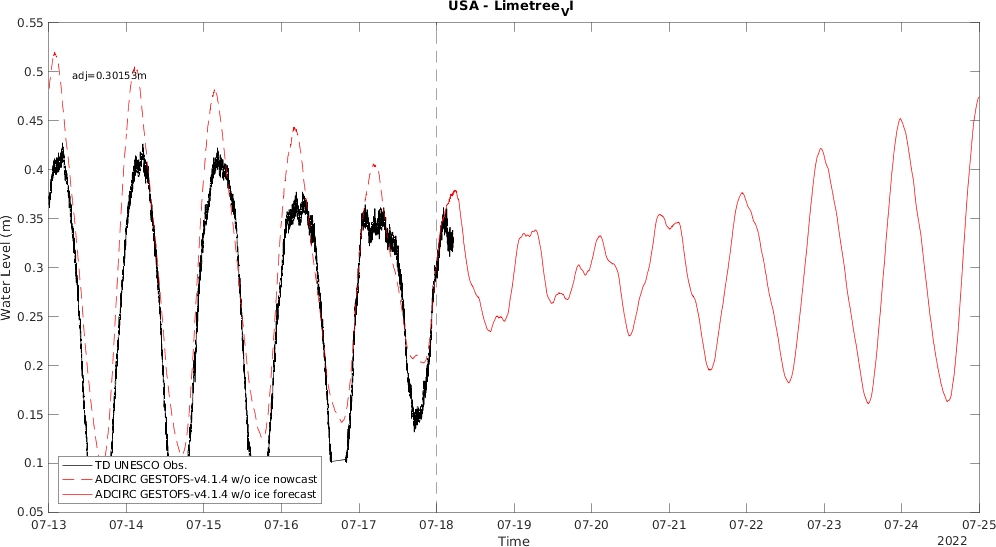 USA - LimetreeVI
0.55
0.5
0.45
0.4
0.35
0.3
0.25
0.2
0.15
0.1
0.05
Water Level (m)
adj=0.30153m
TD UNESCO Obs.
ADCIRC GESTOFS-v4.1.4 w/o ice nowcast
ADCIRC GESTOFS-v4.1.4 w/o ice forecast
07-13 07-14 07-15 07-16 07-17 07-18 07-19 07-20 07-21 07-22 07-23 07-24 07-25
Time
2022